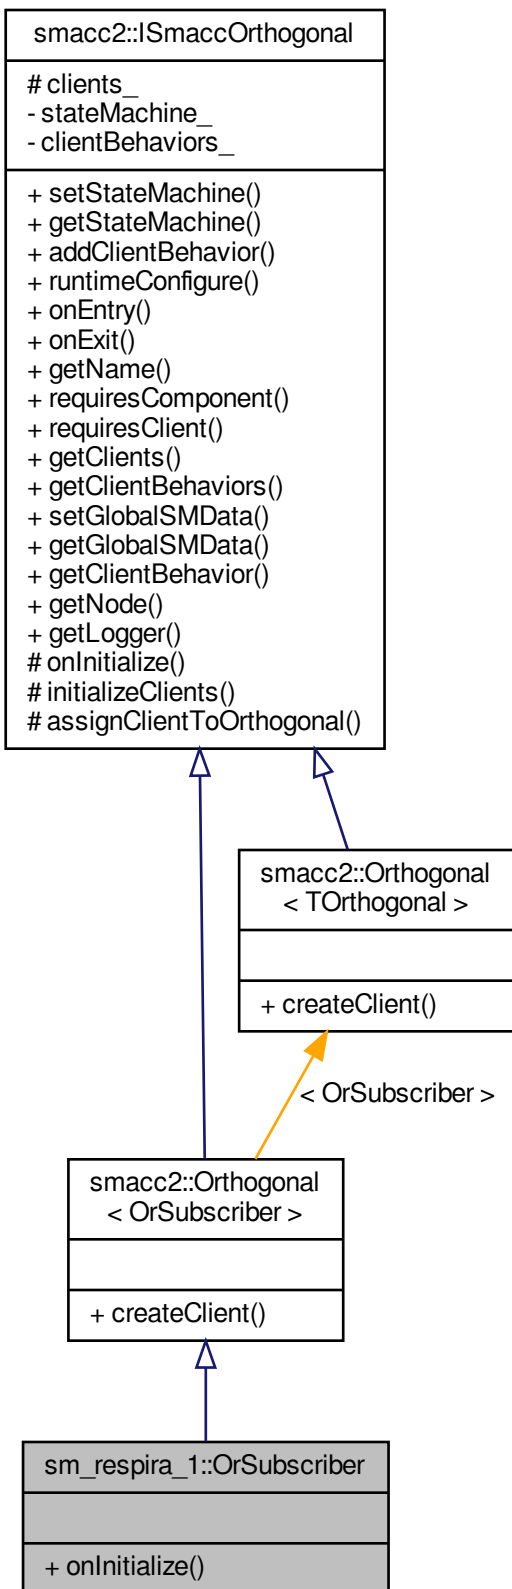 smacc2::ISmaccOrthogonal
# clients_
- stateMachine_
- clientBehaviors_
+ setStateMachine()
+ getStateMachine()
+ addClientBehavior()
+ runtimeConfigure()
+ onEntry()
+ onExit()
+ getName()
+ requiresComponent()
+ requiresClient()
+ getClients()
+ getClientBehaviors()
+ setGlobalSMData()
+ getGlobalSMData()
+ getClientBehavior()
+ getNode()
+ getLogger()
# onInitialize()
# initializeClients()
# assignClientToOrthogonal()
smacc2::Orthogonal
< TOrthogonal >
+ createClient()
< OrSubscriber >
smacc2::Orthogonal
< OrSubscriber >
+ createClient()
sm_respira_1::OrSubscriber
+ onInitialize()